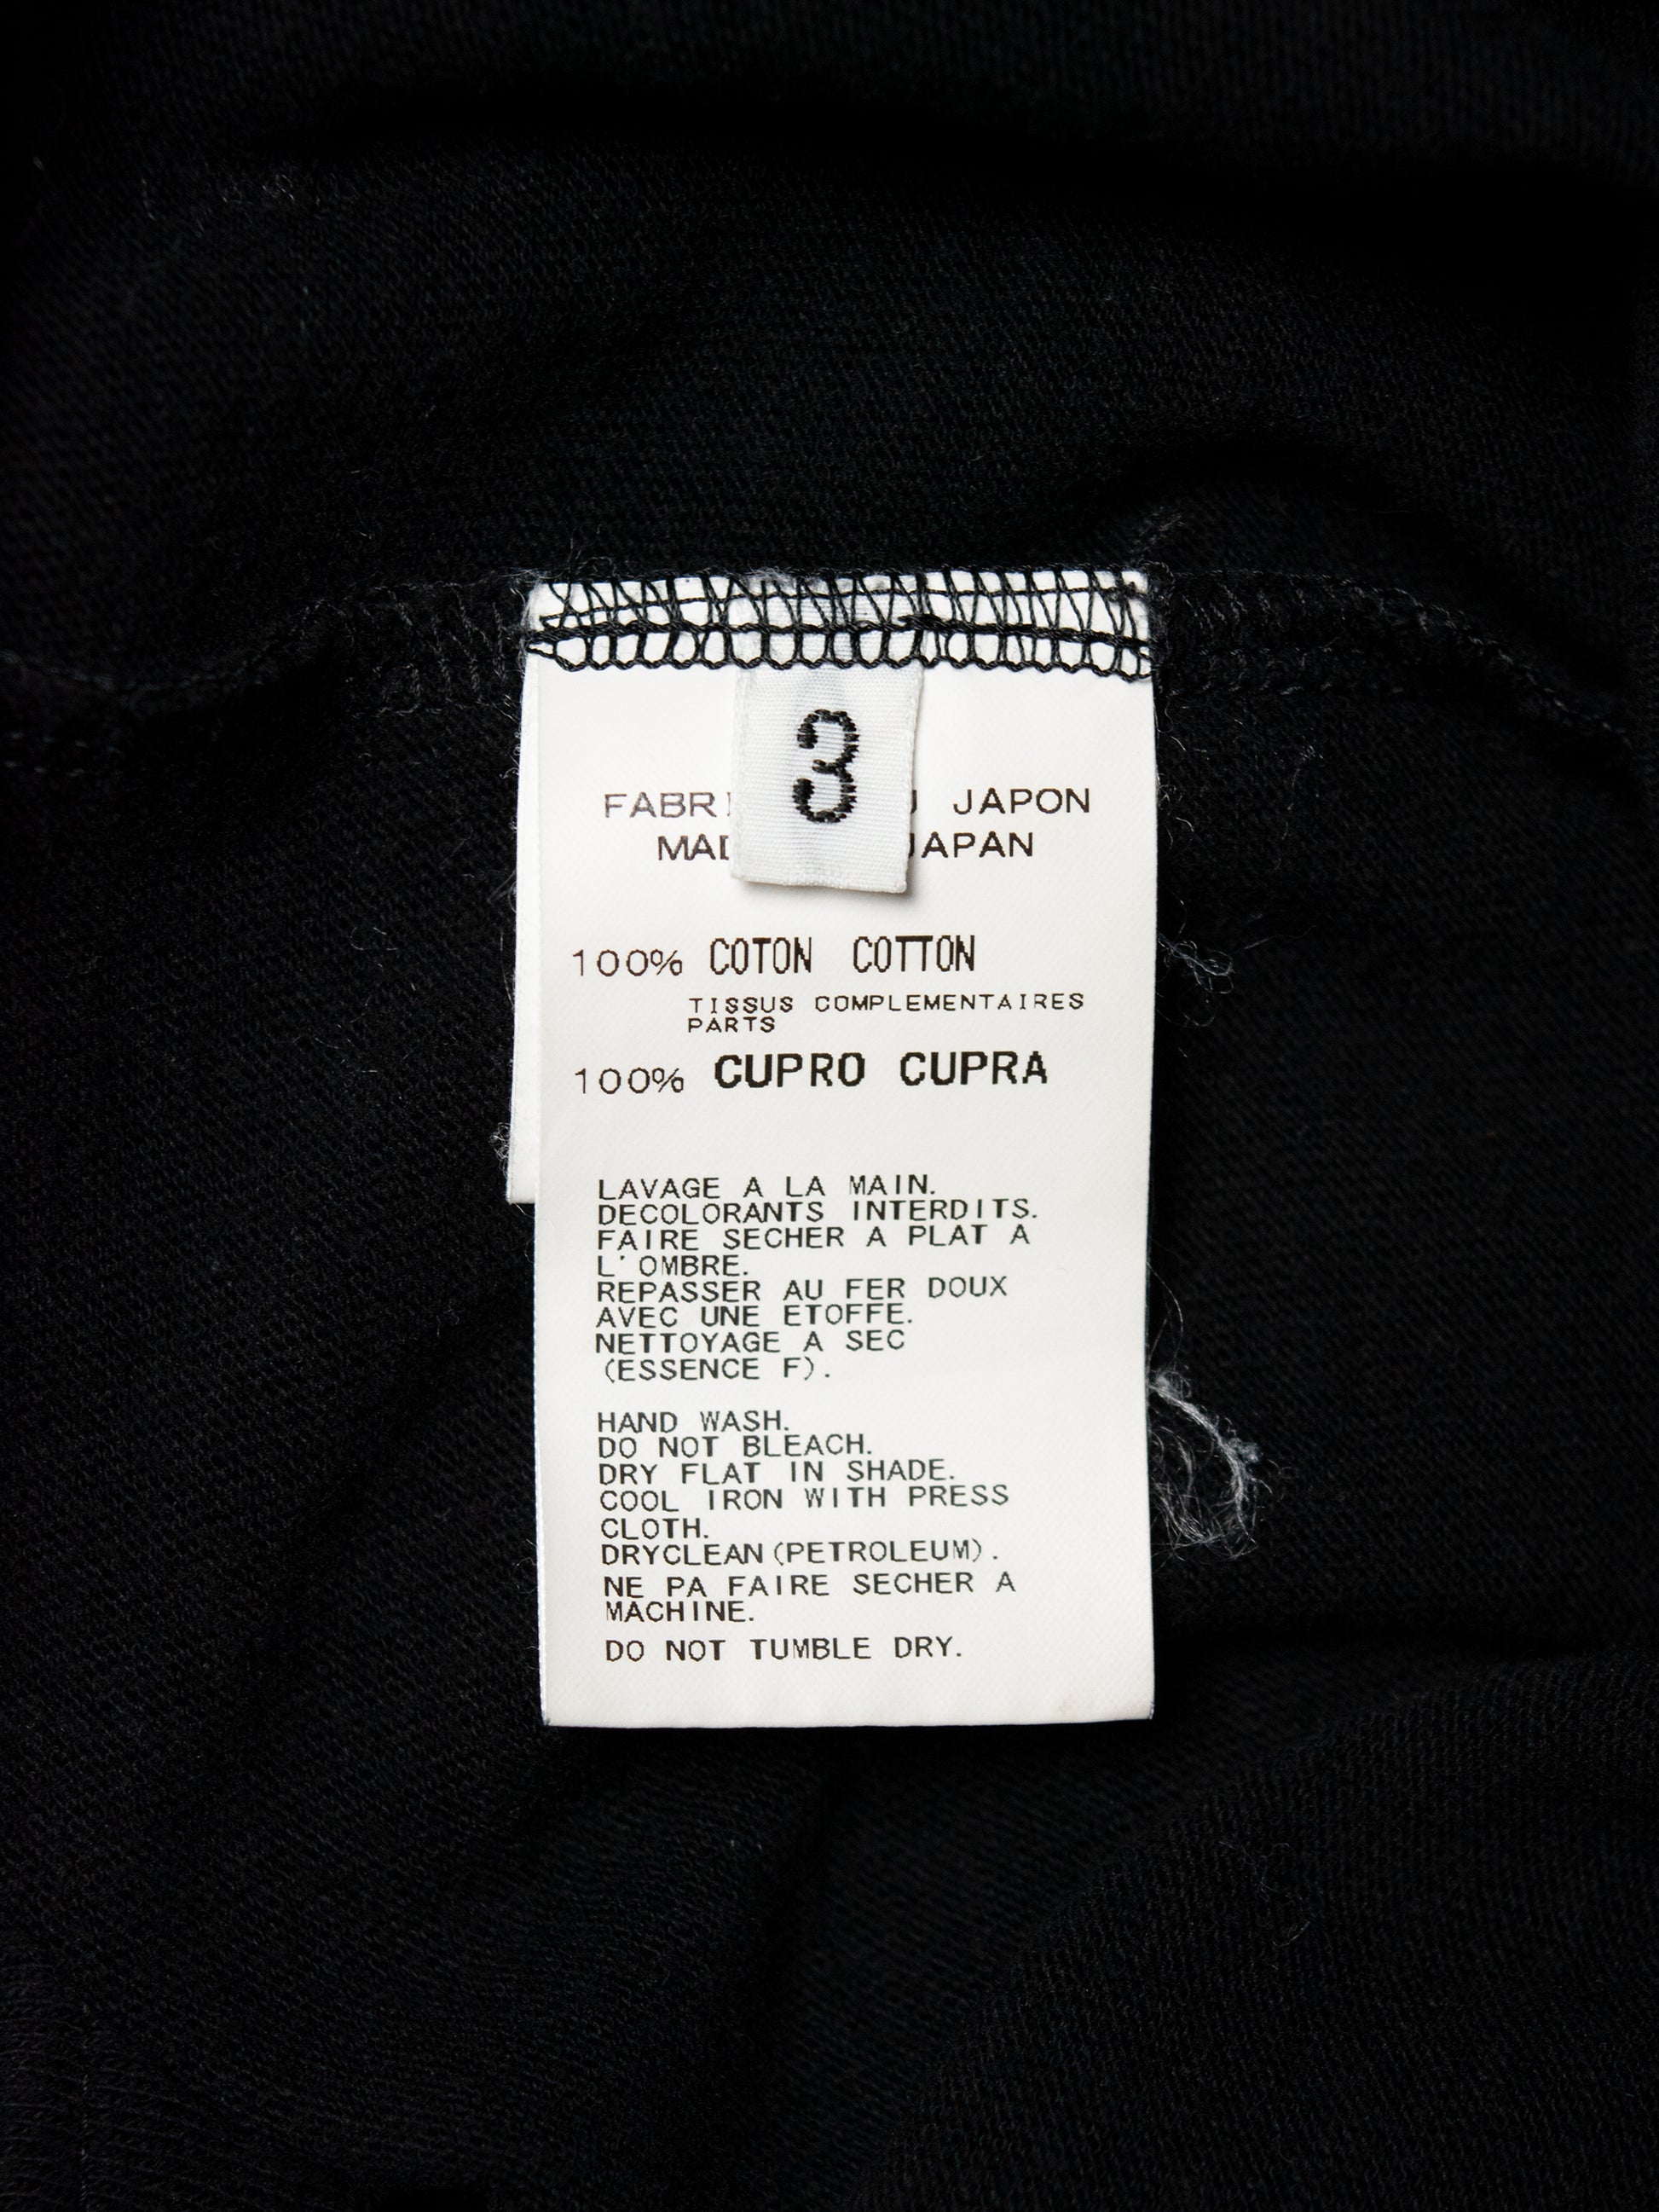 3
FABRI JAPON
MAD JAPAN
100% COTON COTTON
TISSUS COMPLEMENTAIRES
PARTS
100% CUPRO CUPRA
LAVAGE A LA MAIN.
DECOLORANTS INTERDITS.
FAIRE SECHER A PLAT A
L'OMBRE.
REPASSER AU FER DOUX
AVEC UNE ETOFFE.
NETTOYAGE A SEC
(ESSENCE F).
HAND WASH.
DO NOT BLEACH.
DRY FLAT IN SHADE.
COOL IRON WITH PRESS
CLOTH.
DRYCLEAN(PETROLEUM).
NE PA FAIRE SECHER A
MACHINE.
DO NOT TUMBLE DRY.